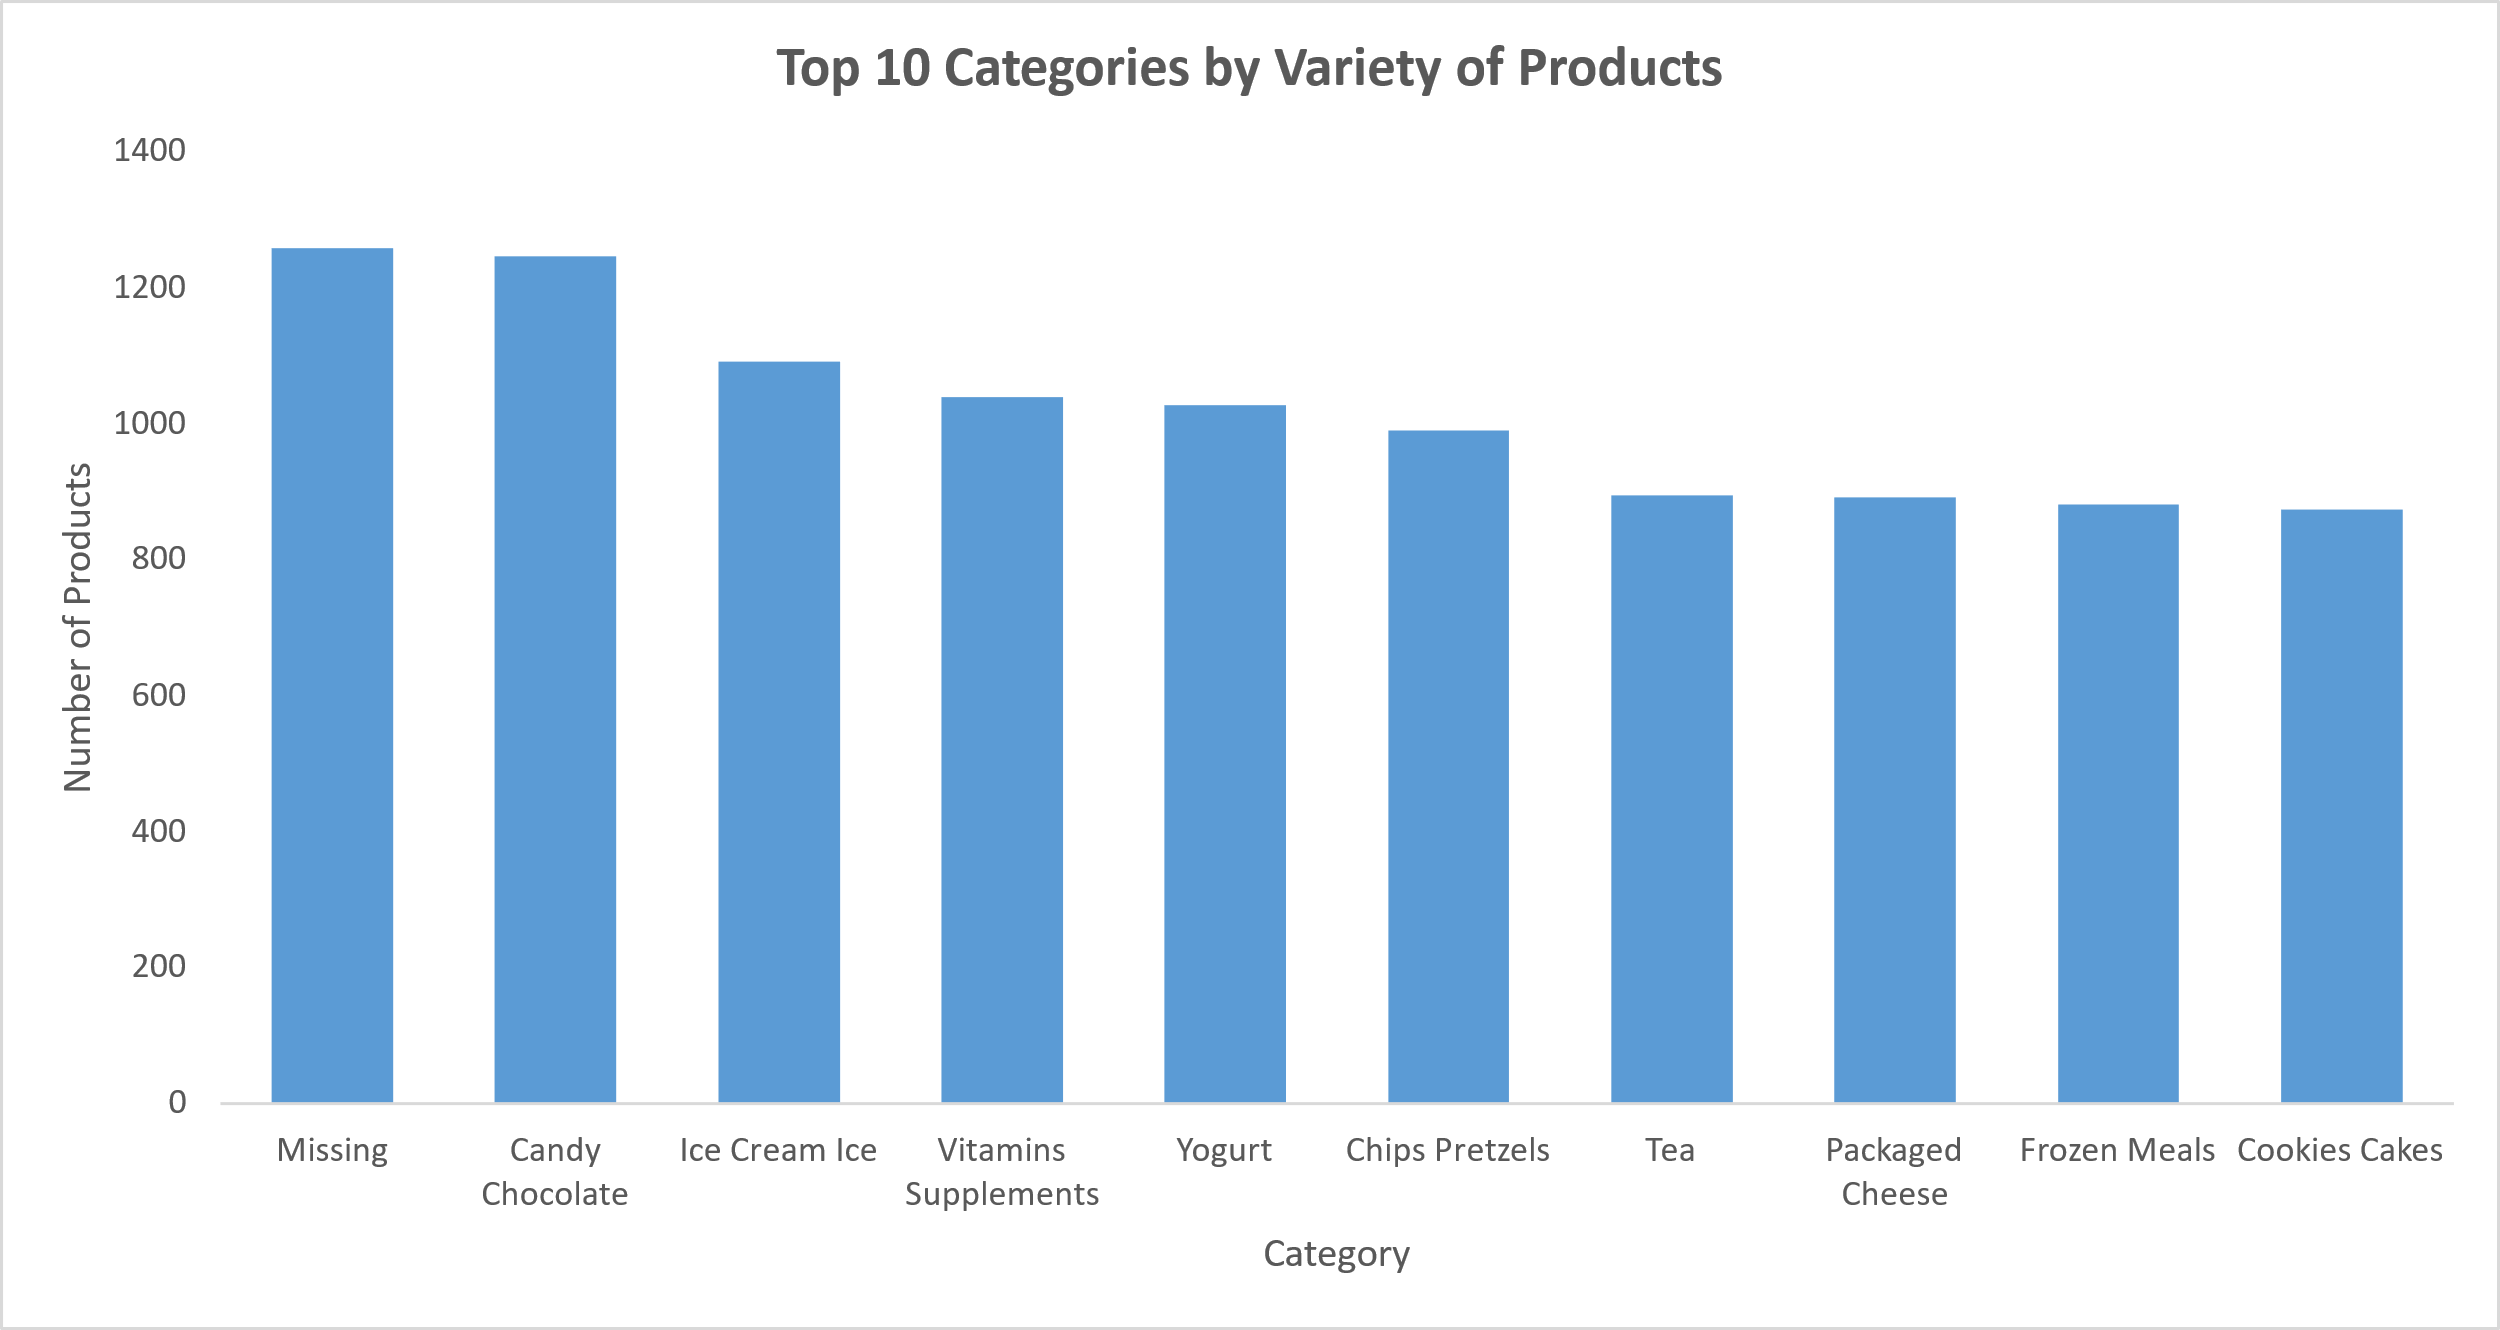 Top 10 Categories by Variety of Products
1400
1200
1000
800
600
400
200
0
Number of Products
Missing
Candy
Chocolate
Ice Cream Ice
Vitamins
Supplements
Yogurt
Chips Pretzels
Tea
Packaged
Cheese
Frozen Meals
Cookies Cakes
Category